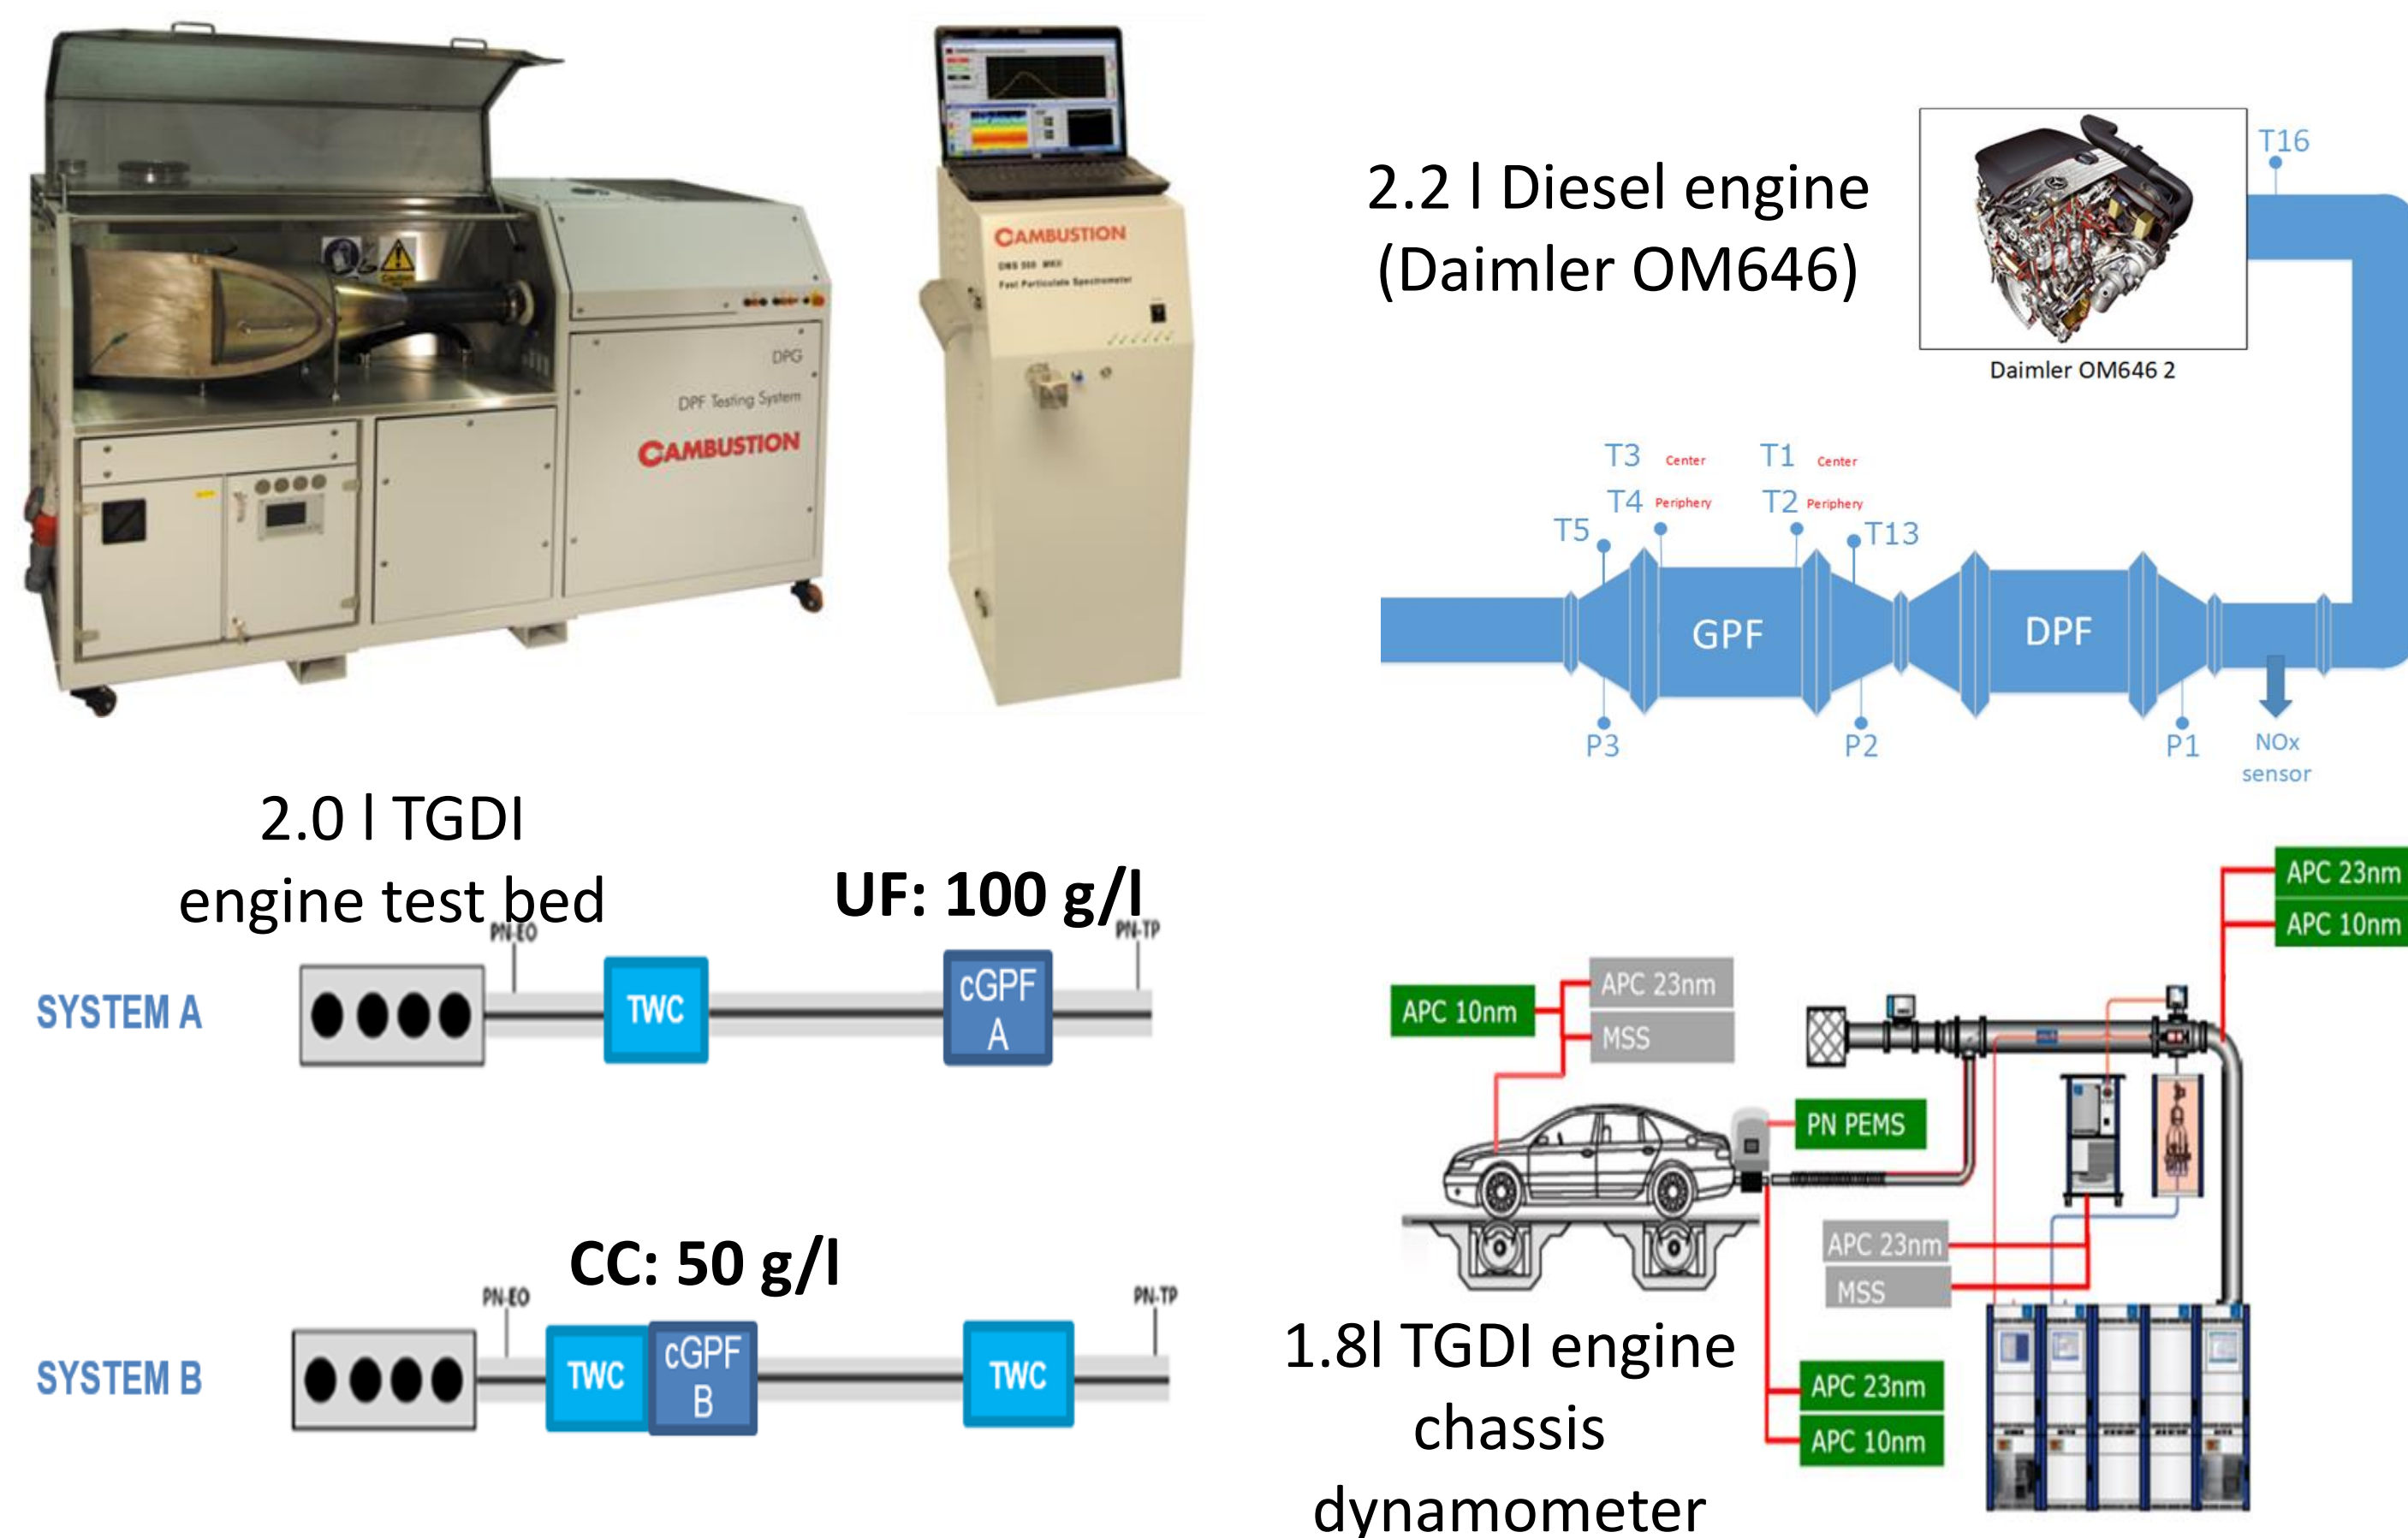 CAMBUSTION
DMS 500 MKII
Fast Particulate Spectrometer
DPG
DPF Testing System
CAMBUSTION
2.2 l Diesel engine
(Daimler OM646)
Daimler OM646 2
T16
T3 Center
T1 Center
T4 Periphery
T2 Periphery
T5
T13
GPF
DPF
P3
P2
P1
NOx
sensor
2.0 l TGDI
engine test bed
UF: 100 g/l
PN-EO
PN-TP
SYSTEM A
TWC
cGPF
A
CC: 50 g/l
PN-EO
PN-TP
SYSTEM B
TWC
cGPF
B
TWC
APC 23nm
APC 10nm
APC 10nm
APC 23nm
MSS
PN PEMS
APC 23nm
MSS
APC 23nm
APC 10nm
1.8l TGDI engine
chassis
dynamometer